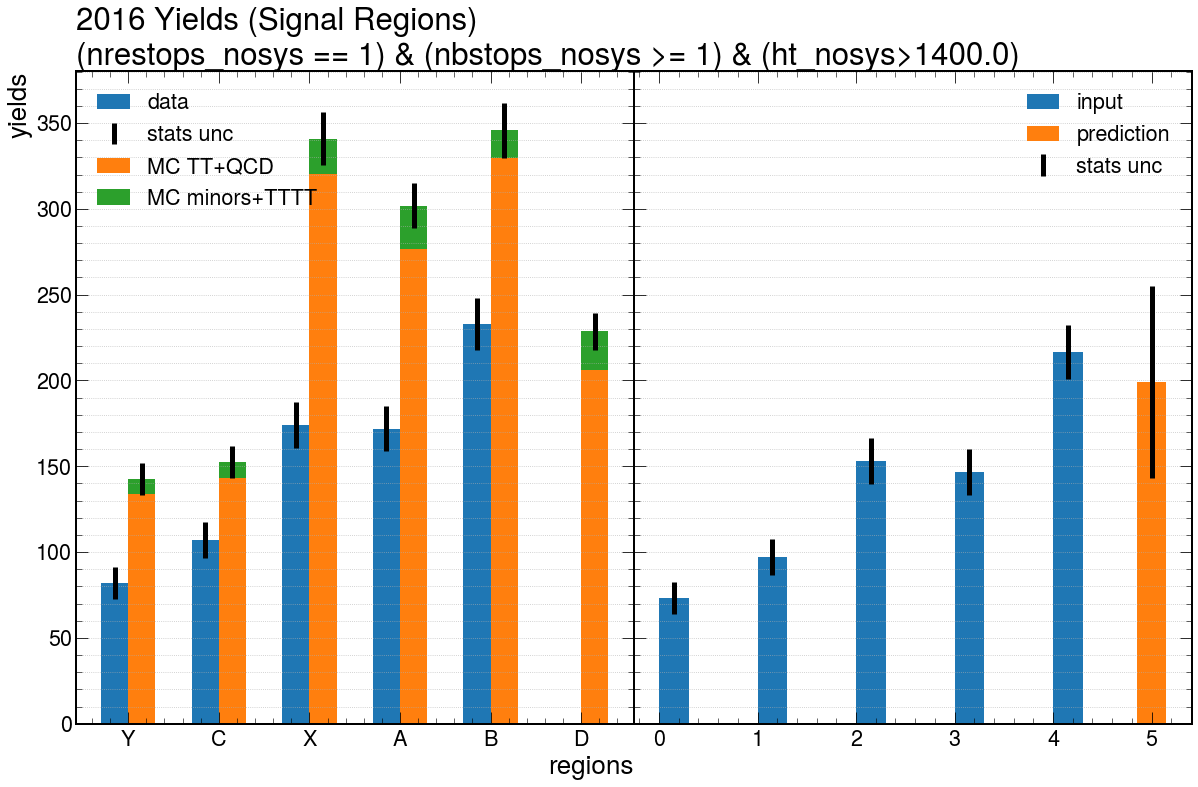 2016 Yields (Signal Regions)
(nrestops_nosys == 1) & (nbstops_nosys >= 1) & (ht_nosys>1400.0)
yields
350
300
250
200
150
100
50
0
data
stats unc
MC TT+QCD
MC minors+TTTT
input
prediction
stats unc
Y C X A B D
0 1 2 3 4 5
regions